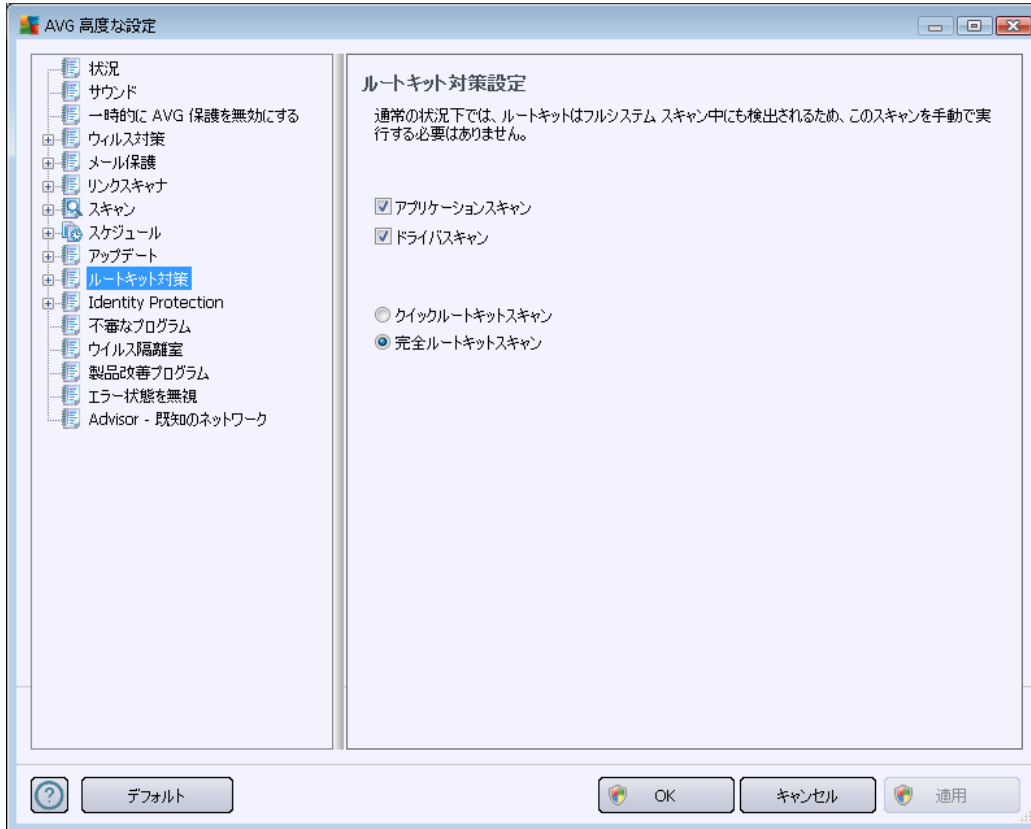 AVG 高度な設定
状況
サウンド
一時的に AVG 保護を無効にする
ウィルス対策
メール保護
リンクスキャナ
スキャン
スケジュール
アップデート
ルートキット対策
Identity Protection
不審なプログラム
ウイルス隔離室
製品改善プログラム
エラー状態を無視
Advisor - 既知のネットワーク
ルートキット対策設定
通常の状況下では、ルートキットはフルシステム スキャン中にも検出されるため、このスキャンを手動で実
行する必要はありません。
アプリケーションスキャン
ドライバスキャン
クイックルートキットスキャン
完全ルートキットスキャン
デフォルト
OK
キャンセル
適用